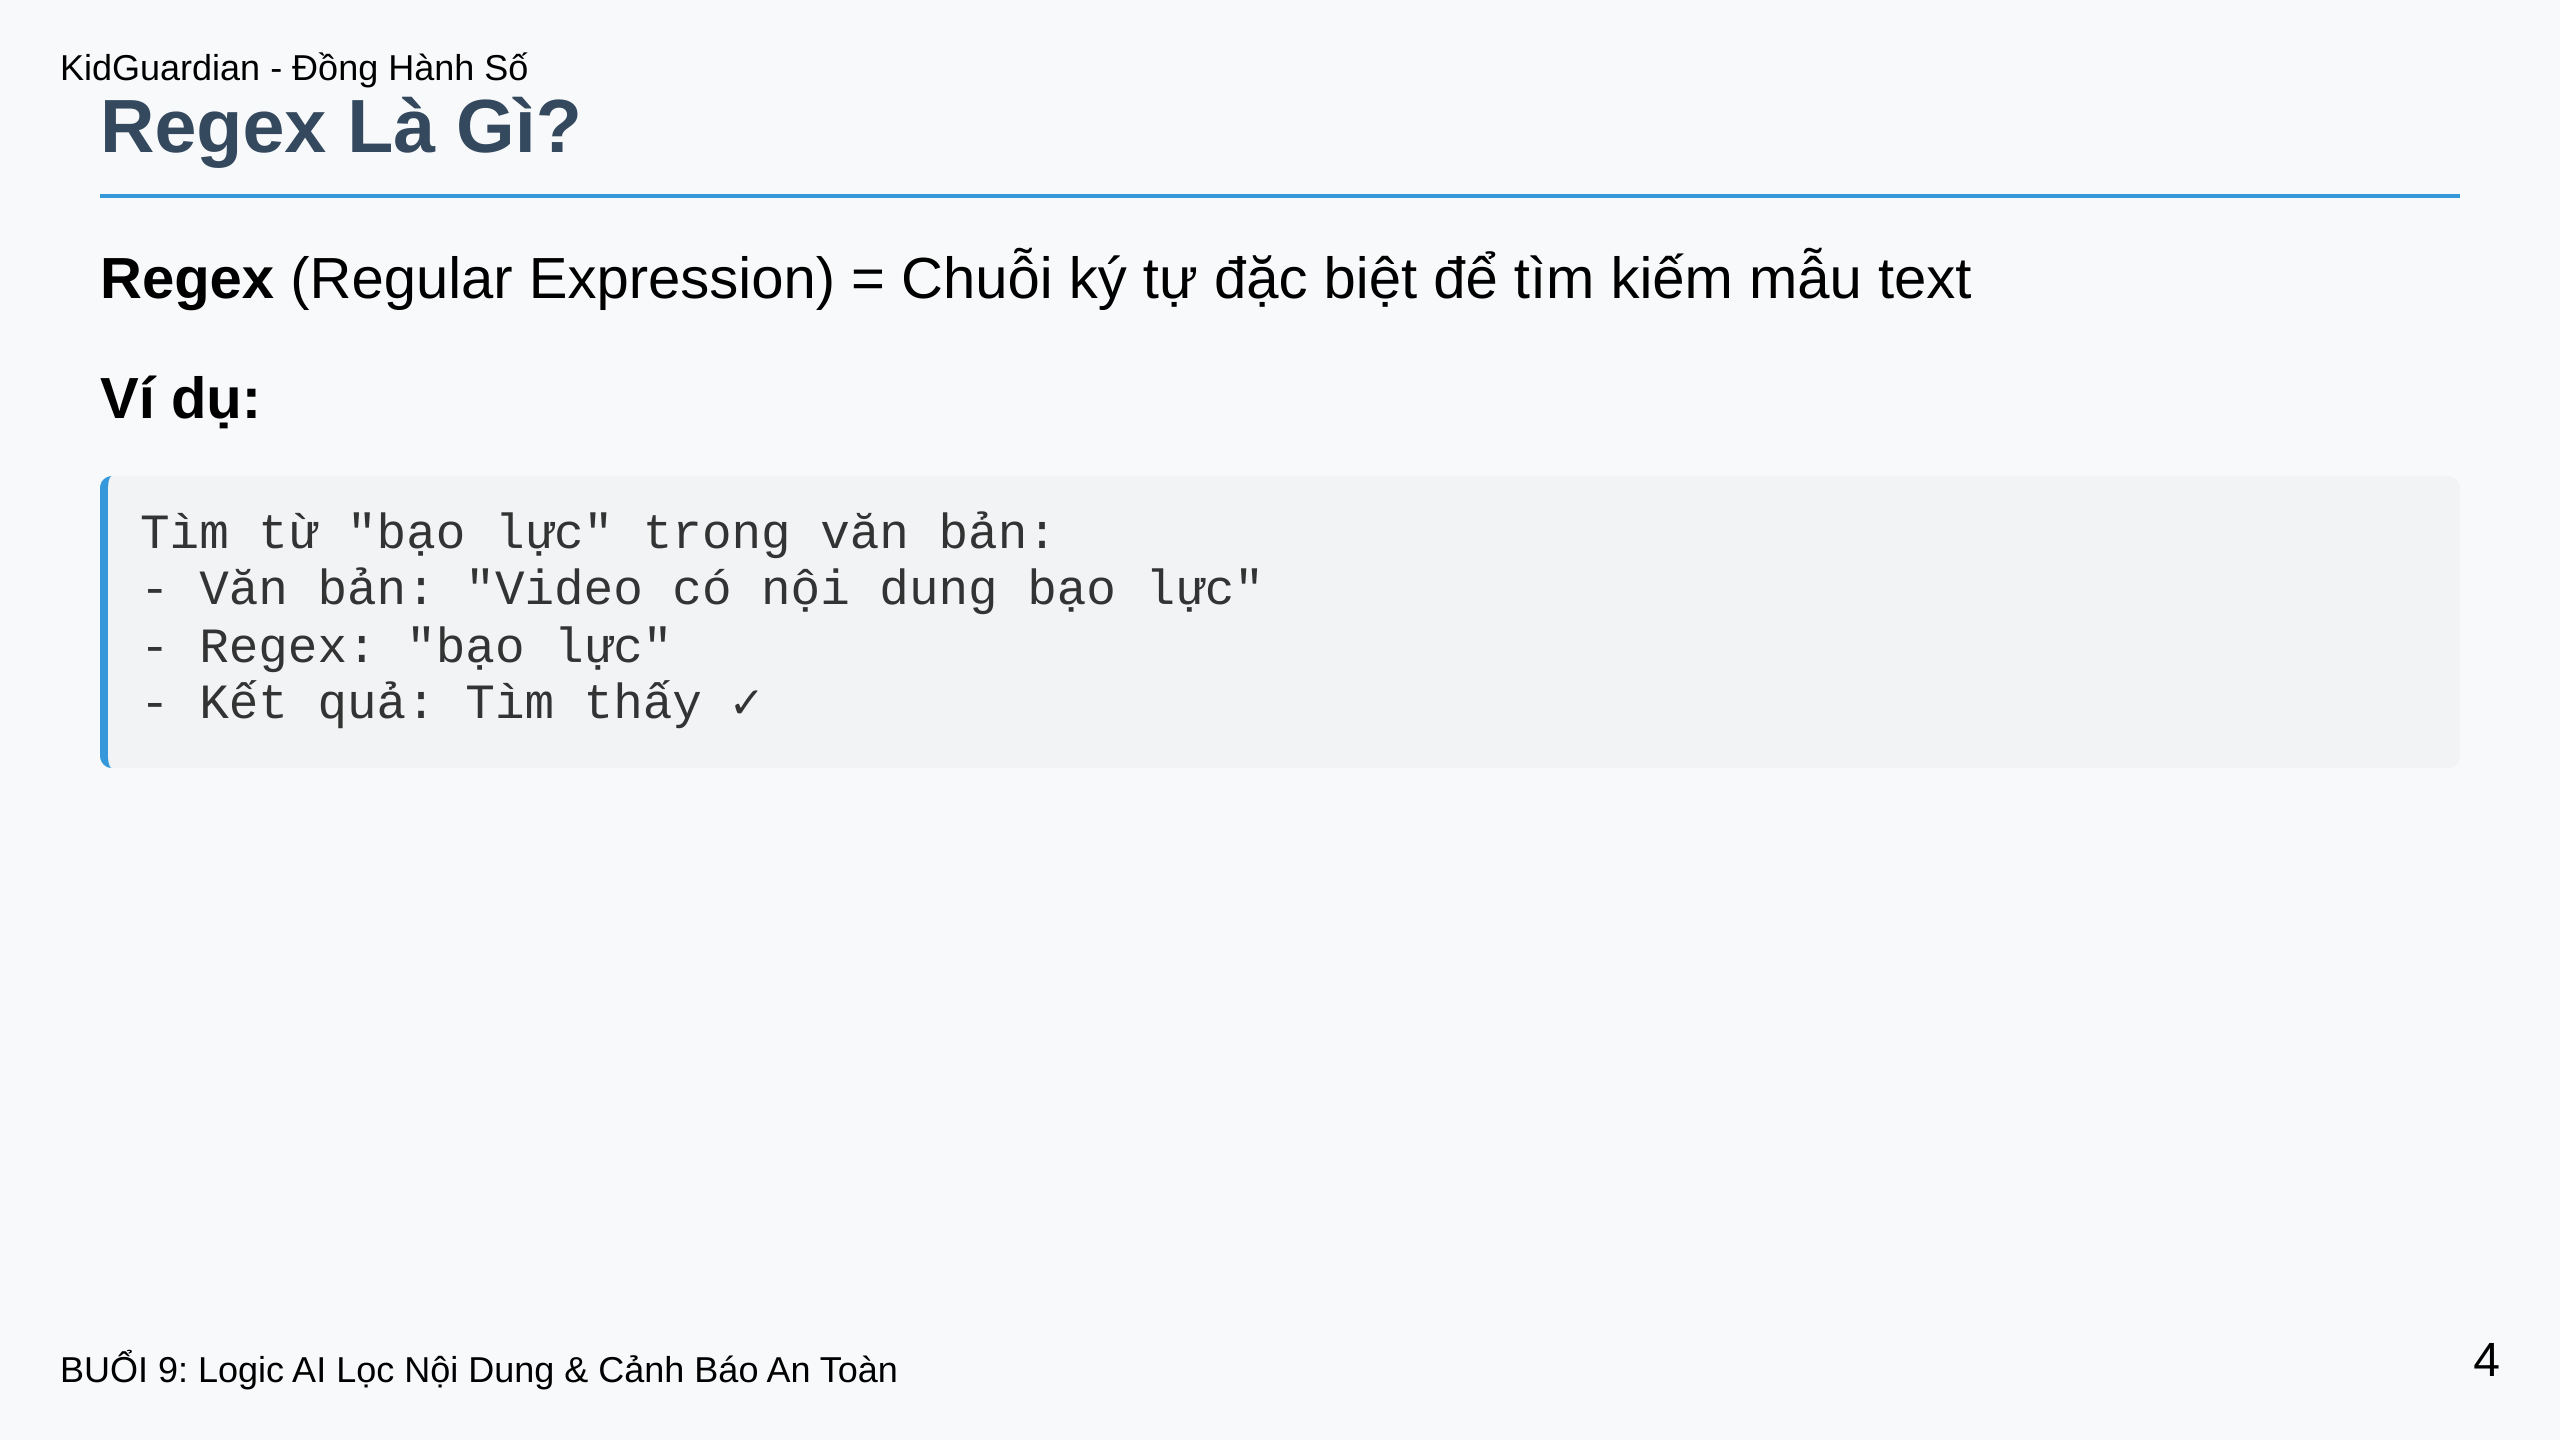 KidGuardian - Đồng Hành Số
Regex Là Gì?
Regex (Regular Expression) = Chuỗi ký tự đặc biệt để tìm kiếm mẫu text
Ví dụ:
Tìm từ "bạo lực" trong văn bản:
- Văn bản: "Video có nội dung bạo lực"
- Regex: "bạo lực"
- Kết quả: Tìm thấy ✓
BUỔI 9: Logic AI Lọc Nội Dung & Cảnh Báo An Toàn
4